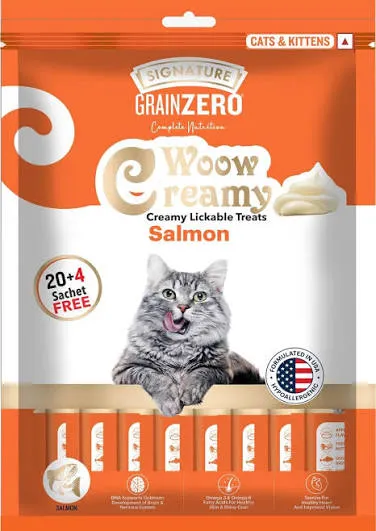 CATS & KITTENS
SIGNATURE
GRAINZERO
Complete Nutrition
Woow
Creamy
Creamy Lickable Treats
Salmon
20+4
Sachet
FREE
FORMULATED IN USA
HYPOALLERGENIC
SALMON
DHA Supports Optimum
Development of Brain &
Nervous System
Omega 3 & Omega 6
Fatty Acids For Healthy
Skin & Shiny Coat
Taurine For
Healthy Heart
And Improved Vision